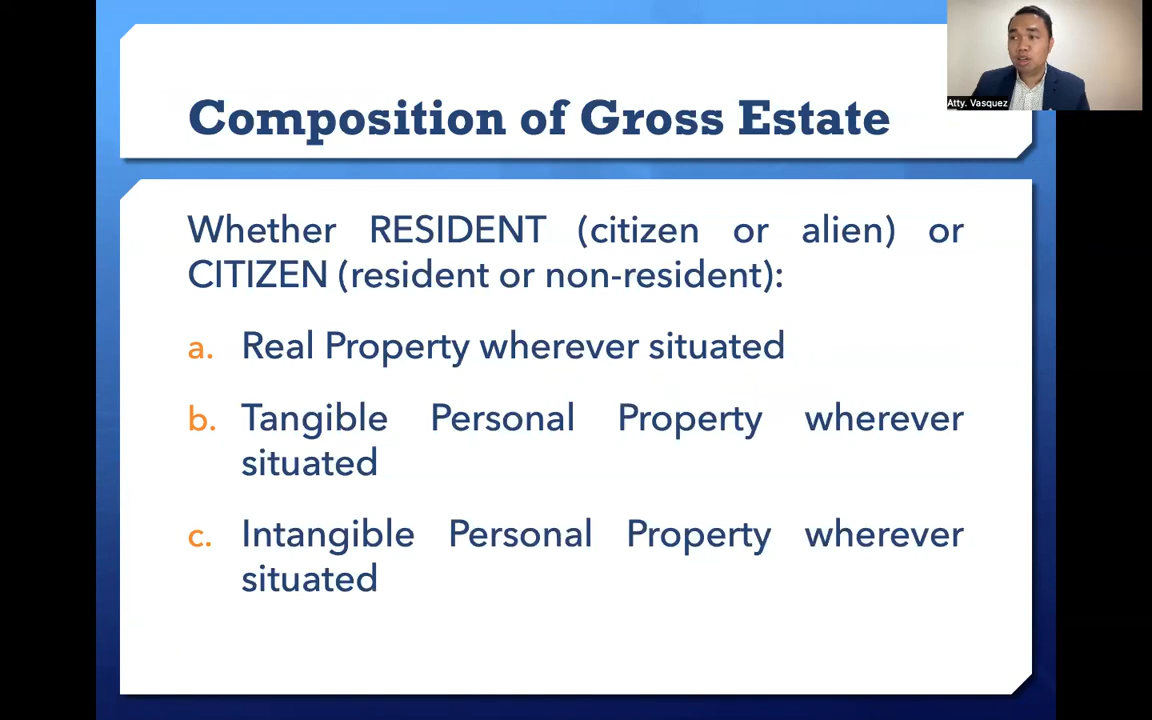 Atty. Vasquez
Composition of Gross Estate
Whether RESIDENT (citizen or alien) or
CITIZEN (resident or non-resident):
a. Real Property wherever situated
b. Tangible Personal Property wherever
situated
c. Intangible Personal Property wherever
situated